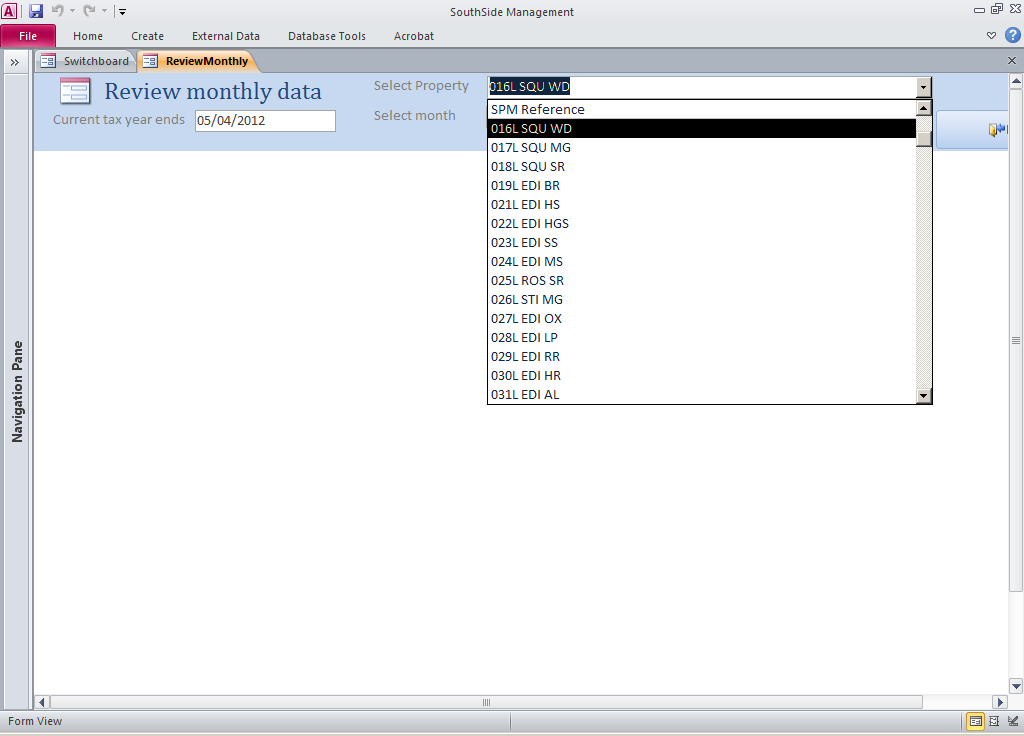 A
SouthSide Management
File Home Create External Data Database Tools Acrobat
?
Switchboard ReviewMonthly
Review monthly data
Current tax year ends 05/04/2012
Select Property 016L SQU WD
Select month
SPM Reference
016L SQU WD
017L SQU MG
018L SQU SR
019L EDI BR
021L EDI HS
022L EDI HGS
023L EDI SS
024L EDI MS
025L ROS SR
026L STI MG
027L EDI OX
028L EDI LP
029L EDI RR
030L EDI HR
031L EDI AL
Navigation Pane
Form View